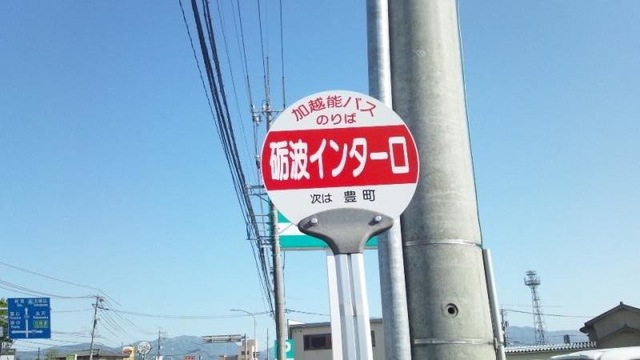 加越能バス
のりば
砺波インター口
次は 豊町